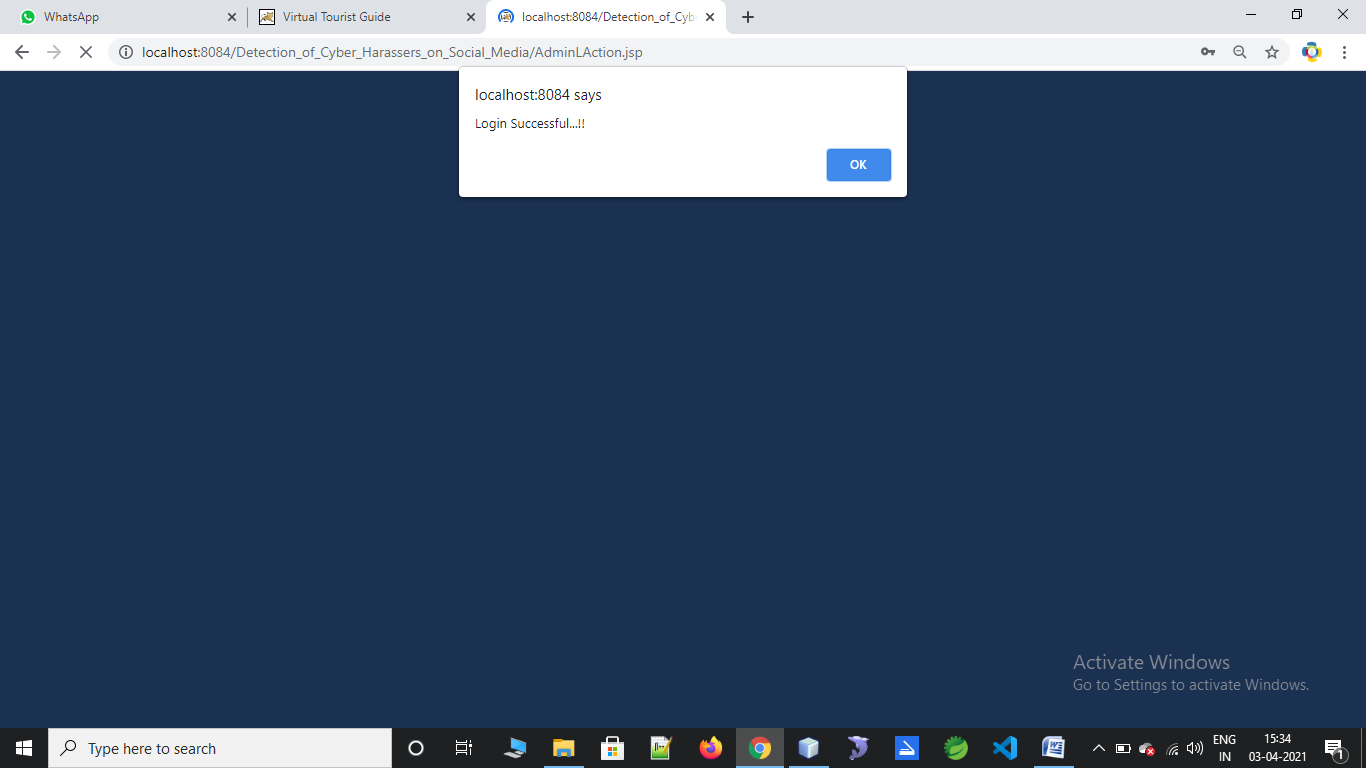 WhatsApp
Virtual Tourist Guide
localhost:8084/Detection_of_Cyb
localhost:8084/Detection_of_Cyber_Harassers_on_Social_Media/AdminLAction.jsp
localhost:8084 says
Login Successful...!!
OK
Activate Windows
Go to Settings to activate Windows.
Type here to search
ENG
IN
15:34
03-04-2021
1